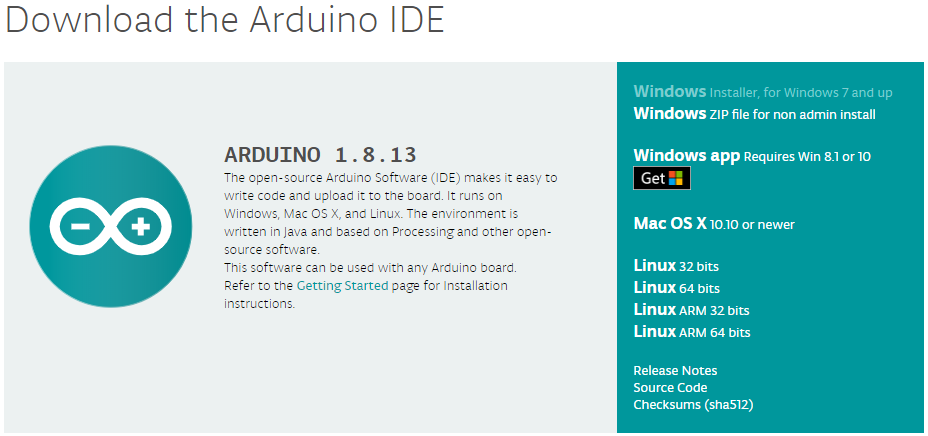 Download the Arduino IDE
ARDUINO 1.8.13
The open-source Arduino Software (IDE) makes it easy to
write code and upload it to the board. It runs on
Windows, Mac OS X, and Linux. The environment is
written in Java and based on Processing and other open-
source software.
This software can be used with any Arduino board.
Refer to the Getting Started page for Installation
instructions.
Windows Installer, for Windows 7 and up
Windows ZIP file for non admin install
Windows app Requires Win 8.1 or 10
Get
Mac OS X 10.10 or newer
Linux 32 bits
Linux 64 bits
Linux ARM 32 bits
Linux ARM 64 bits
Release Notes
Source Code
Checksums (sha512)